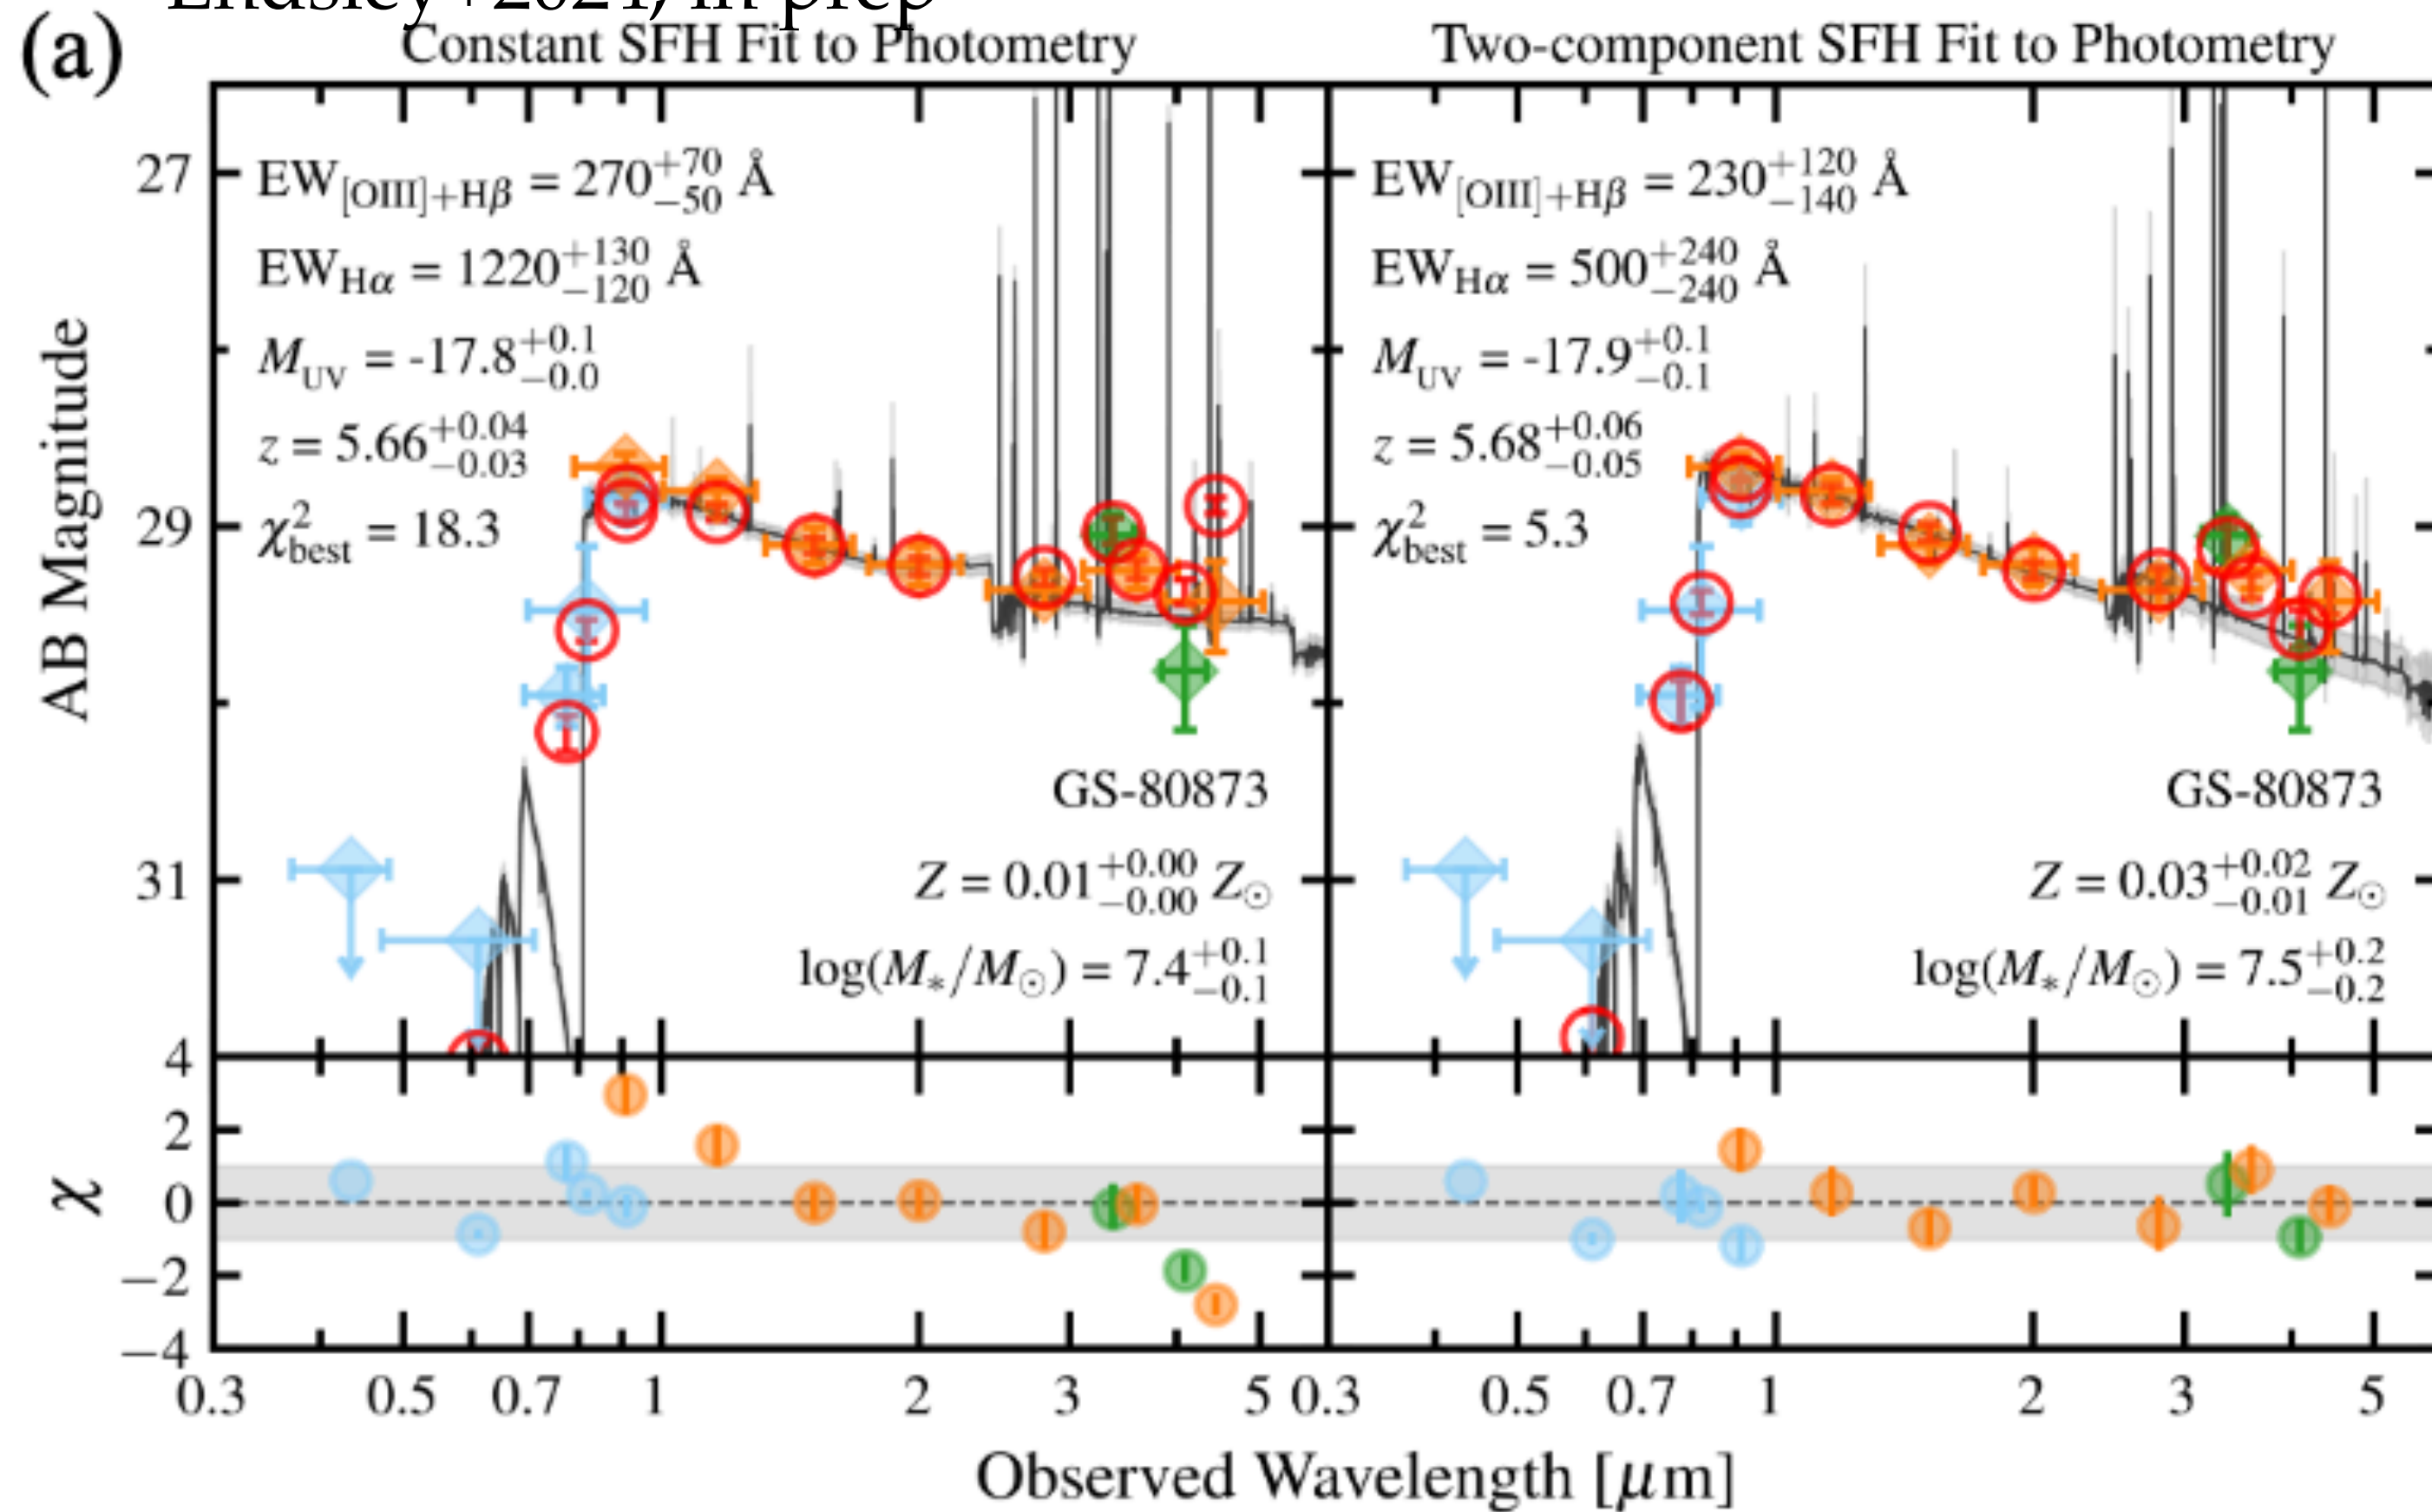 Endsley+2021, in prep
(a)
Constant SFH Fit to Photometry
Two-component SFH Fit to Photometry
AB Magnitude
27
29
31
EW[OIII]+Hβ = 270 +70 −50 Å
EWHα = 1220 +130 −120 Å
MUV = -17.8 +0.1 −0.0
z = 5.66 +0.04 −0.03
χ²best = 18.3
GS-80873
Z = 0.01 +0.00 −0.00 Z⊙
log(M*/M⊙) = 7.4 +0.1 −0.1
EW[OIII]+Hβ = 230 +120 −140 Å
EWHα = 500 +240 −240 Å
MUV = -17.9 +0.1 −0.1
z = 5.68 +0.06 −0.05
χ²best = 5.3
GS-80873
Z = 0.03 +0.02 −0.01 Z⊙
log(M*/M⊙) = 7.5 +0.2 −0.2
χ
4
2
0
−2
−4
0.3 0.5 0.7 1 2 3 5 0.3 0.5 0.7 1 2 3 5
Observed Wavelength [μm]